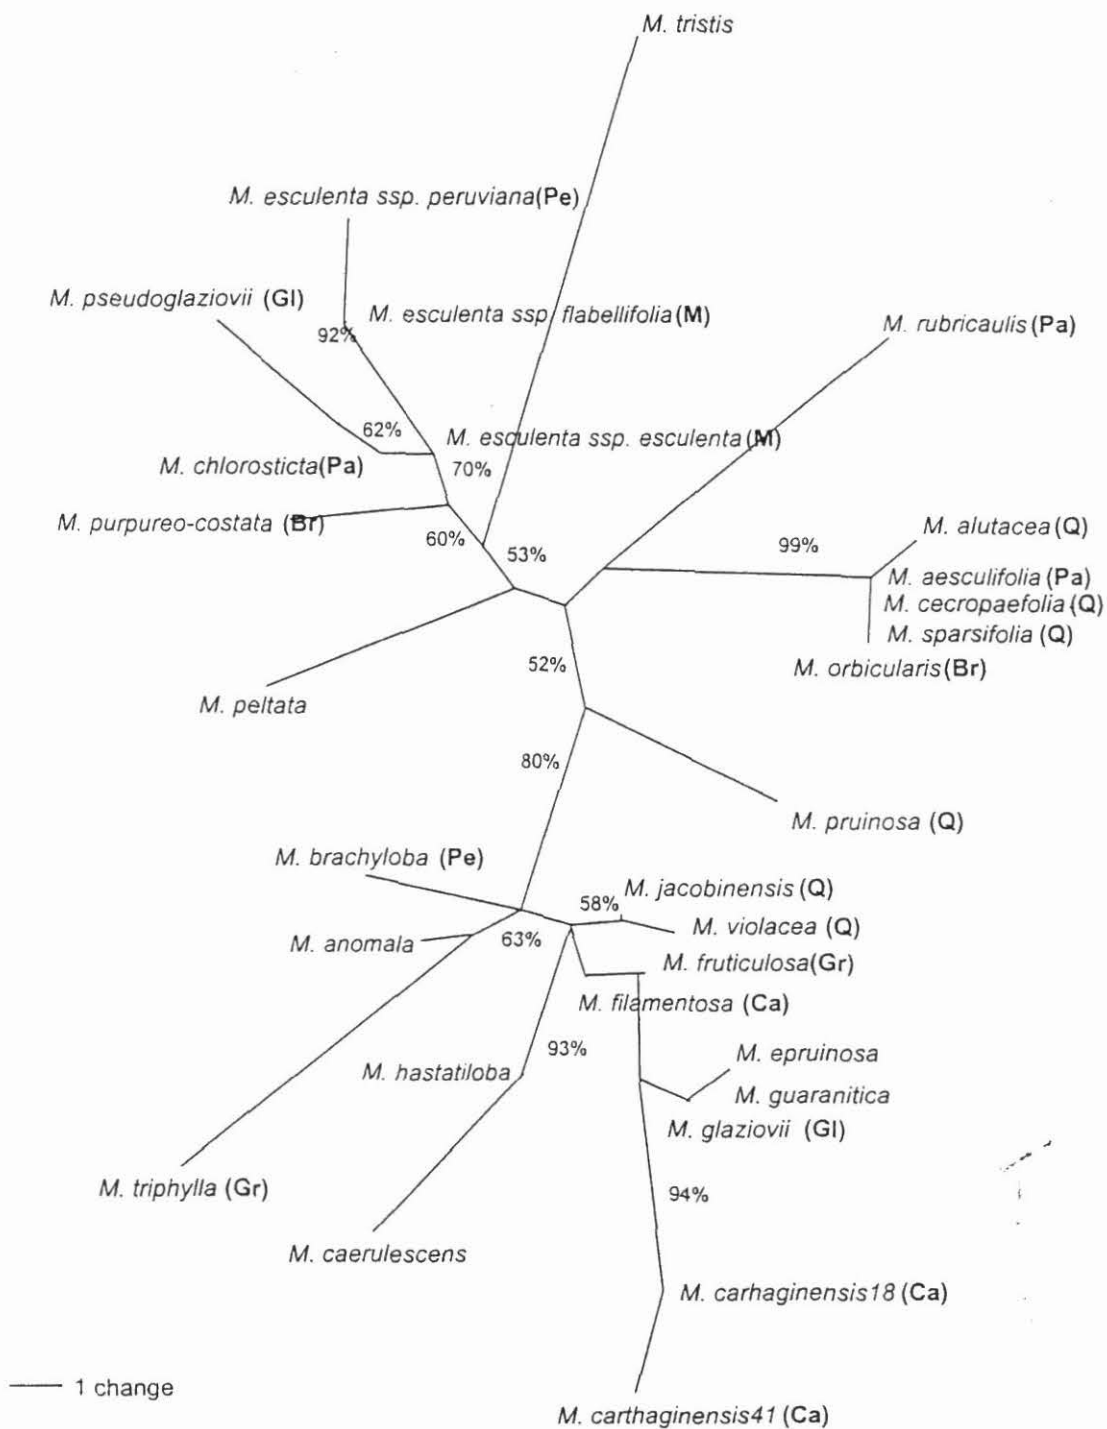 M. tristis
M. esculenta ssp. peruviana(Pe)
M. pseudoglaziovii (Gl)
M. esculenta ssp. flabellifolia(M)
92%
M. rubricaulis(Pa)
62%
M. esculenta ssp. esculenta(M)
M. chlorosticta(Pa)
70%
M. purpureo-costata (Br)
60%
53%
99%
M. alutacea(Q)
M. aesculifolia(Pa)
M. cecropaefolia(Q)
M. sparsifolia (Q)
M. orbicularis(Br)
52%
M. peltata
80%
M. pruinosa (Q)
M. brachyloba (Pe)
M. jacobinensis(Q)
58%
M. violacea (Q)
M. anomala
63%
M. fruticulosa(Gr)
M. filamentosa (Ca)
93%
M. epruinosa
M. hastatiloba
M. guaranitica
M. glaziovii (Gl)
M. triphylla (Gr)
94%
M. caerulescens
M. carhaginensis18(Ca)
1 change
M. carthaginensis41(Ca)